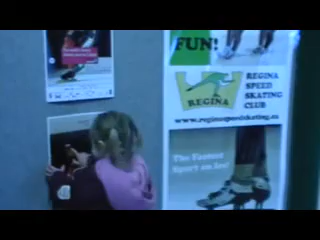 FUN!
REGINA
SPEED
SKATING
CLUB
REGINA
www.reginaspeedskating.ca
The Fastest
Sport on Ice!